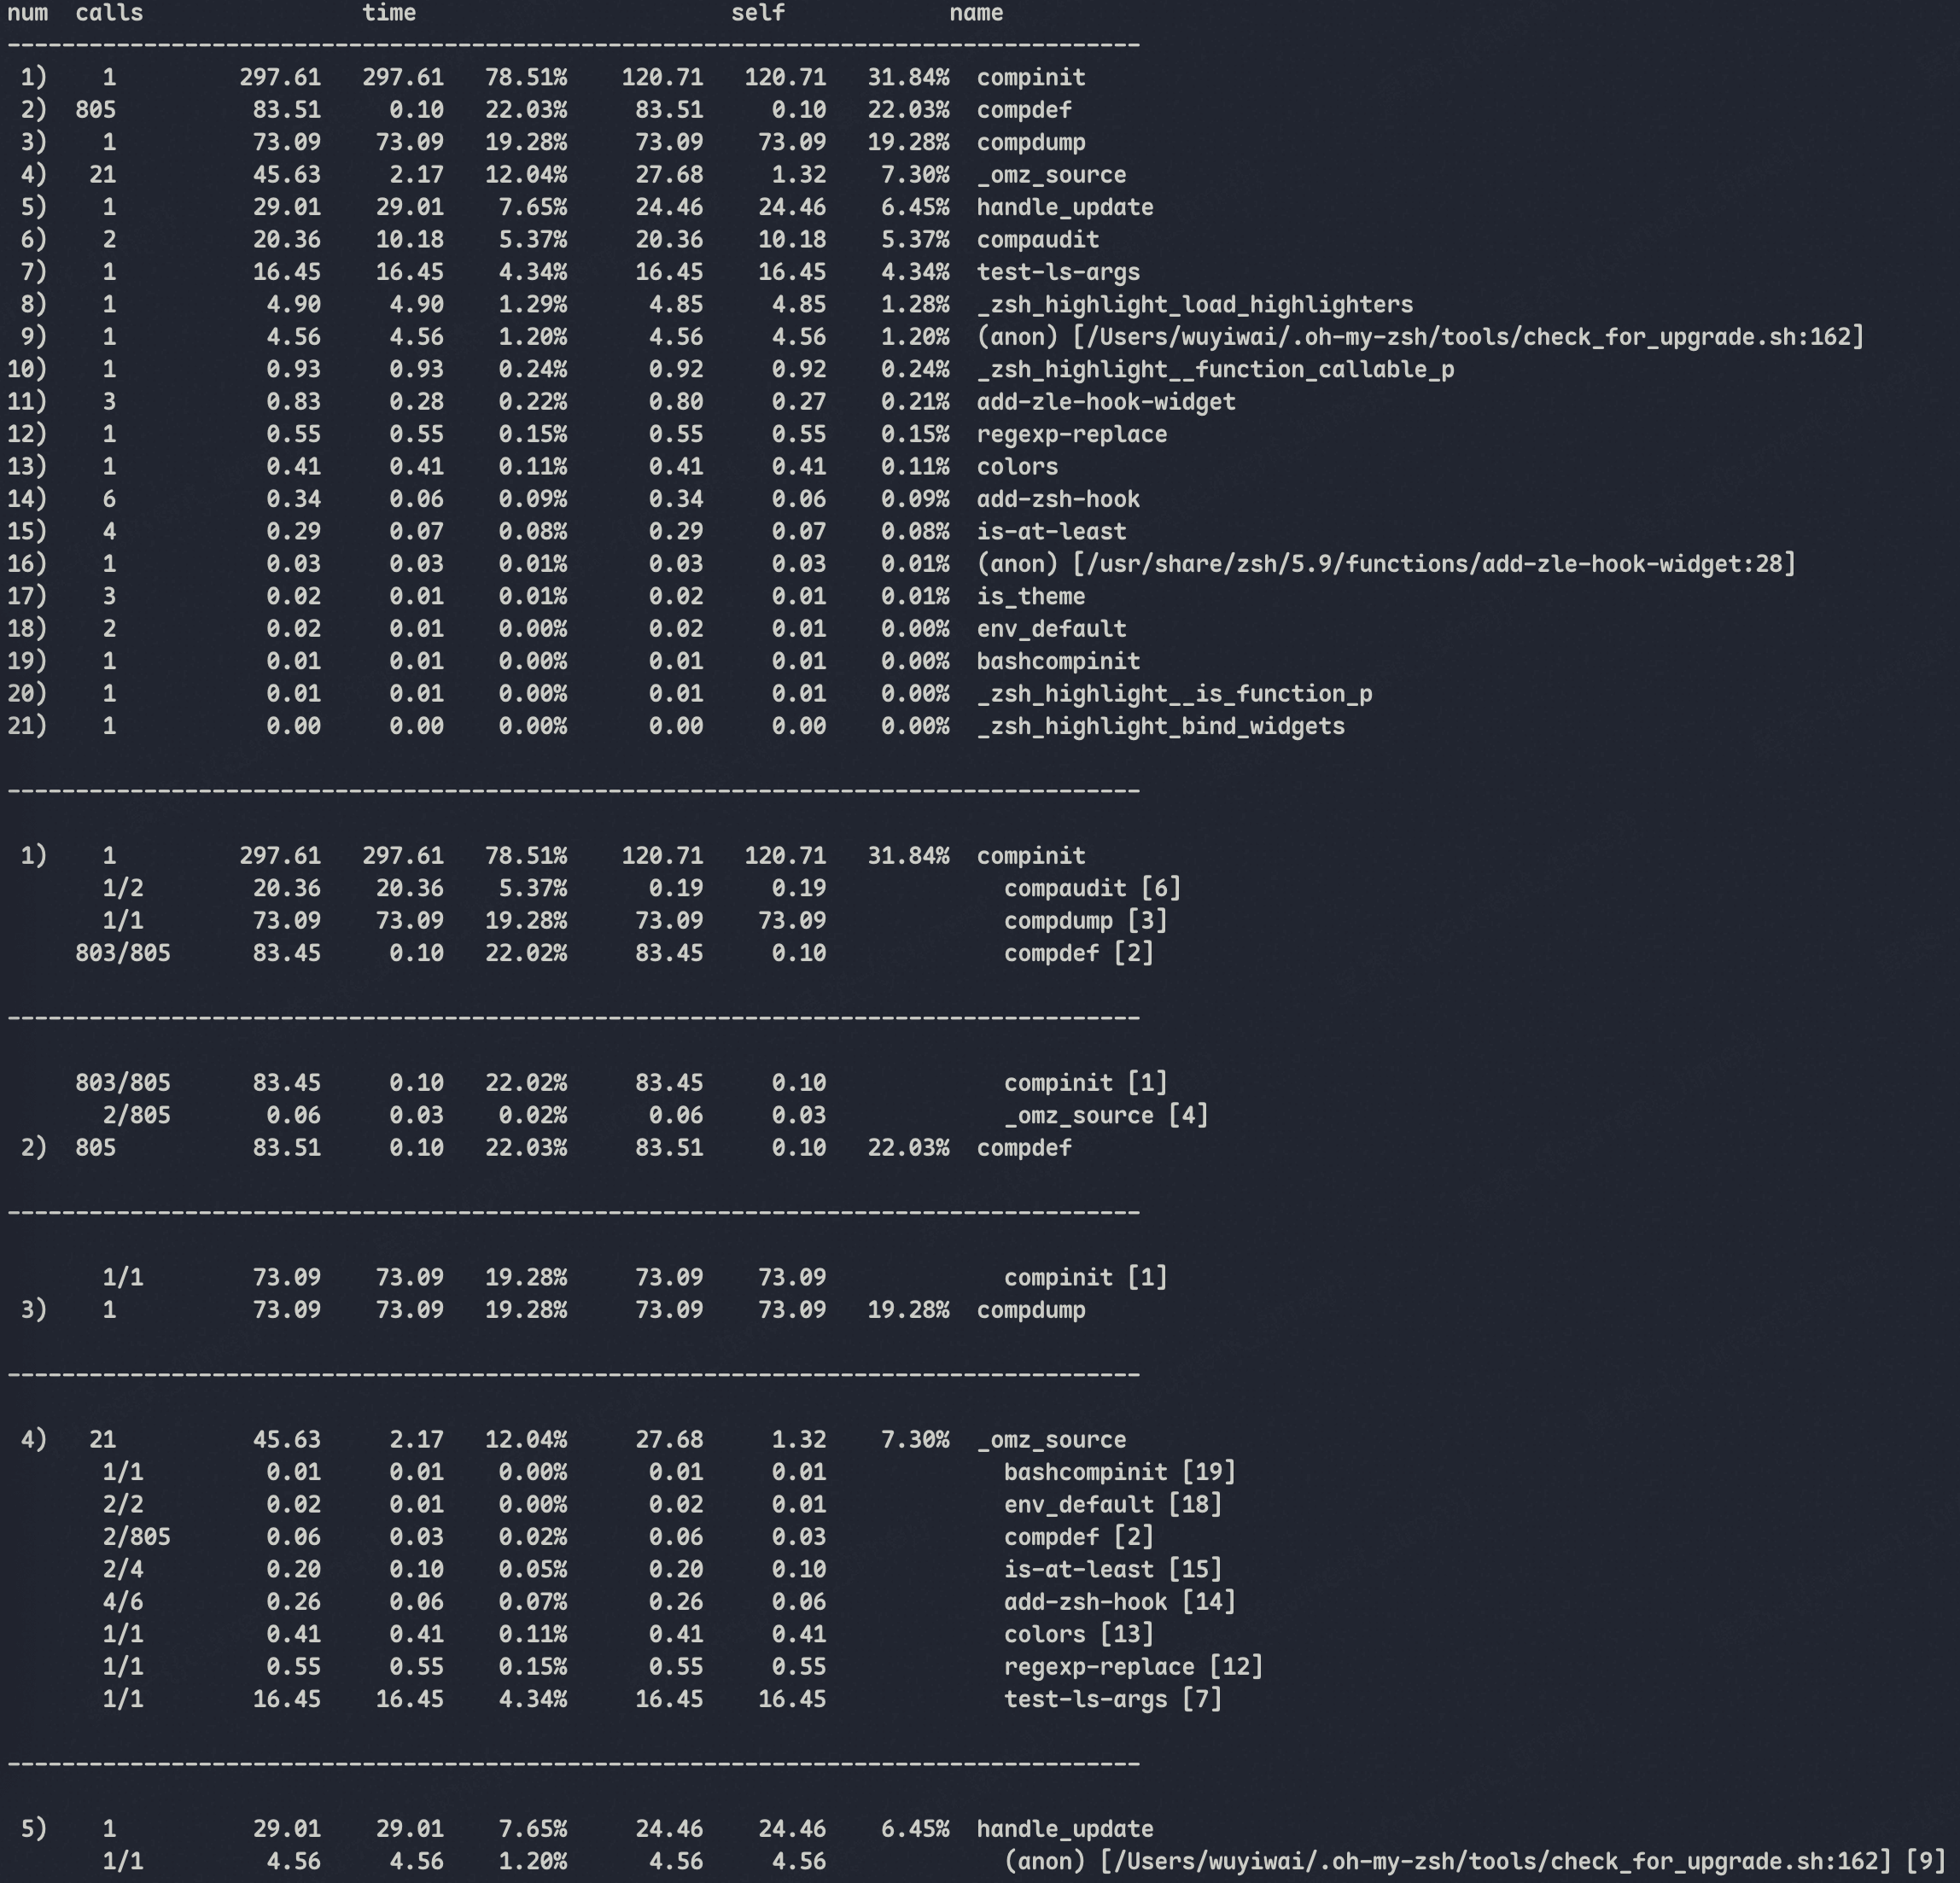 num  calls                time                       self            name
-----------------------------------------------------------------------------------
 1)    1         297.61   297.61   78.51%    120.71   120.71   31.84%  compinit
 2)  805          83.51     0.10   22.03%     83.51     0.10   22.03%  compdef
 3)    1          73.09    73.09   19.28%     73.09    73.09   19.28%  compdump
 4)   21          45.63     2.17   12.04%     27.68     1.32    7.30%  _omz_source
 5)    1          29.01    29.01    7.65%     24.46    24.46    6.45%  handle_update
 6)    2          20.36    10.18    5.37%     20.36    10.18    5.37%  compaudit
 7)    1          16.45    16.45    4.34%     16.45    16.45    4.34%  test-ls-args
 8)    1           4.90     4.90    1.29%      4.85     4.85    1.28%  _zsh_highlight_load_highlighters
 9)    1           4.56     4.56    1.20%      4.56     4.56    1.20%  (anon) [/Users/wuyiwai/.oh-my-zsh/tools/check_for_upgrade.sh:162]
10)    1           0.93     0.93    0.24%      0.92     0.92    0.24%  _zsh_highlight__function_callable_p
11)    3           0.83     0.28    0.22%      0.80     0.27    0.21%  add-zle-hook-widget
12)    1           0.55     0.55    0.15%      0.55     0.55    0.15%  regexp-replace
13)    1           0.41     0.41    0.11%      0.41     0.41    0.11%  colors
14)    6           0.34     0.06    0.09%      0.34     0.06    0.09%  add-zsh-hook
15)    4           0.29     0.07    0.08%      0.29     0.07    0.08%  is-at-least
16)    1           0.03     0.03    0.01%      0.03     0.03    0.01%  (anon) [/usr/share/zsh/5.9/functions/add-zle-hook-widget:28]
17)    3           0.02     0.01    0.01%      0.02     0.01    0.01%  is_theme
18)    2           0.02     0.01    0.00%      0.02     0.01    0.00%  env_default
19)    1           0.01     0.01    0.00%      0.01     0.01    0.00%  bashcompinit
20)    1           0.01     0.01    0.00%      0.01     0.01    0.00%  _zsh_highlight__is_function_p
21)    1           0.00     0.00    0.00%      0.00     0.00    0.00%  _zsh_highlight_bind_widgets
-----------------------------------------------------------------------------------
 1)    1         297.61   297.61   78.51%    120.71   120.71   31.84%  compinit
       1/2        20.36    20.36    5.37%      0.19     0.19             compaudit [6]
       1/1        73.09    73.09   19.28%     73.09    73.09             compdump [3]
     803/805      83.45     0.10   22.02%     83.45     0.10             compdef [2]
-----------------------------------------------------------------------------------
     803/805      83.45     0.10   22.02%     83.45     0.10             compinit [1]
       2/805       0.06     0.03    0.02%      0.06     0.03             _omz_source [4]
 2)  805          83.51     0.10   22.03%     83.51     0.10   22.03%  compdef
-----------------------------------------------------------------------------------
       1/1        73.09    73.09   19.28%     73.09    73.09             compinit [1]
 3)    1          73.09    73.09   19.28%     73.09    73.09   19.28%  compdump
-----------------------------------------------------------------------------------
 4)   21          45.63     2.17   12.04%     27.68     1.32    7.30%  _omz_source
       1/1         0.01     0.01    0.00%      0.01     0.01             bashcompinit [19]
       2/2         0.02     0.01    0.00%      0.02     0.01             env_default [18]
       2/805       0.06     0.03    0.02%      0.06     0.03             compdef [2]
       2/4         0.20     0.10    0.05%      0.20     0.10             is-at-least [15]
       4/6         0.26     0.06    0.07%      0.26     0.06             add-zsh-hook [14]
       1/1         0.41     0.41    0.11%      0.41     0.41             colors [13]
       1/1         0.55     0.55    0.15%      0.55     0.55             regexp-replace [12]
       1/1        16.45    16.45    4.34%     16.45    16.45             test-ls-args [7]
-----------------------------------------------------------------------------------
 5)    1          29.01    29.01    7.65%     24.46    24.46    6.45%  handle_update
       1/1         4.56     4.56    1.20%      4.56     4.56             (anon) [/Users/wuyiwai/.oh-my-zsh/tools/check_for_upgrade.sh:162] [9]